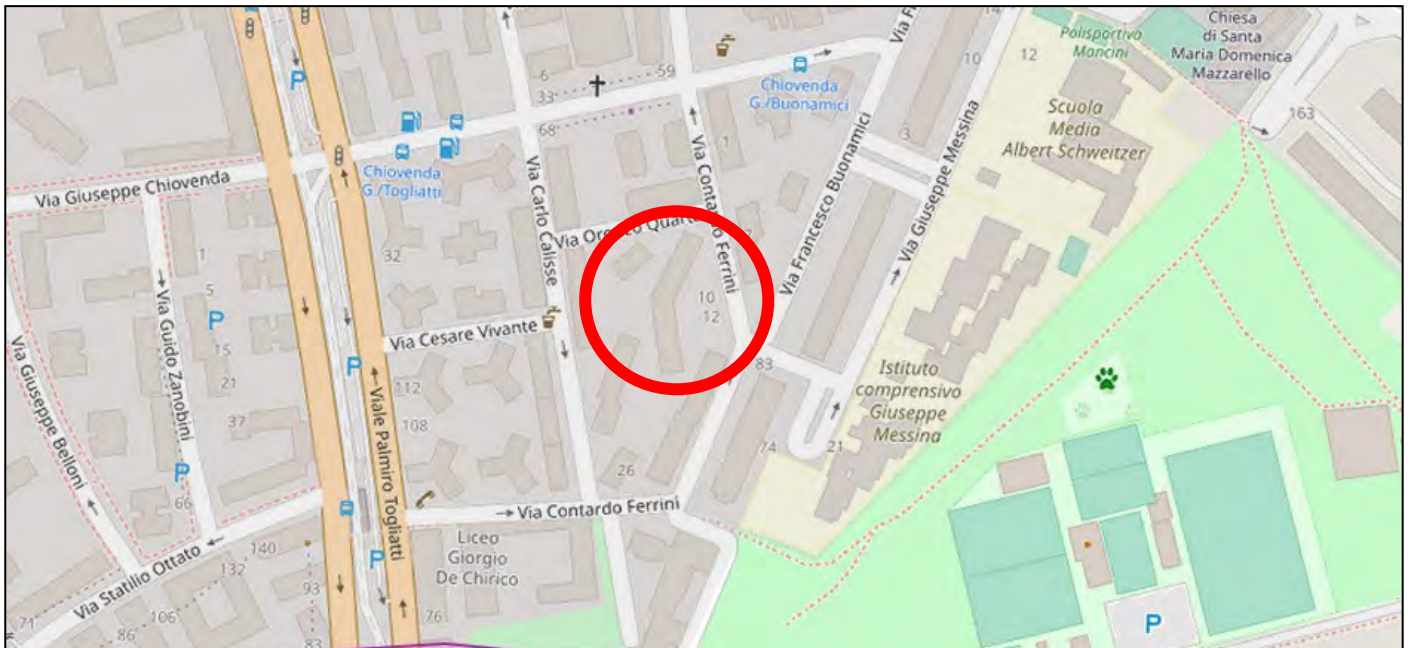 14
Chiesa
di Santa
Maria Domenica
Mazzarello
Polisportiva
Mancini
12
10
163
P
6
59
33
68
Chiovenda
G./Buonamici
Scuola
Media
Albert Schweitzer
3
1
Via Giuseppe Chiovenda
Chiovenda
G./Togliatti
Via Carlo Calisse
Via Contardo Ferrini
Via Francesco Buonamici
Via Giuseppe Messina
1
5
P
15
21
37
32
10
12
Via Cesare Vivante
Via Guido Zanobini
Via Giuseppe Belloni
P
112
108
Viale Palmiro Togliatti
83
Istituto
comprensivo
Giuseppe
Messina
74
21
26
P
66
Via Contardo Ferrini
Liceo
Giorgio
De Chirico
P
Via Statilio Ottato
140
132
106
86
71
93
83
76
P